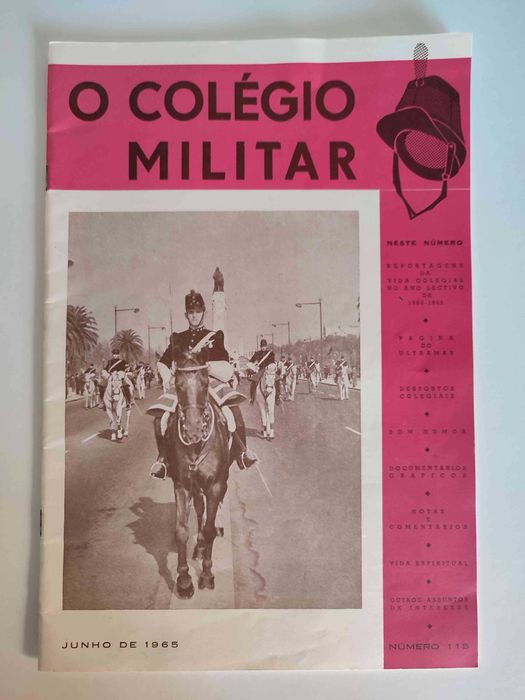 O COLÉGIO
MILITAR
NESTE NÚMERO
REPORTAGENS
DA
VIDA COLEGIAL
NO ANO LECTIVO
DE
1964-1965
PÁGINA
DO
ULTRAMAR
DESPORTOS
COLEGIAIS
BOM HUMOR
DOCUMENTÁRIOS
GRÁFICOS
NOTAS
E
COMENTÁRIOS
VIDA ESPIRITUAL
OUTROS ASSUNTOS
DE INTERESSE
JUNHO DE 1965
NÚMERO 115